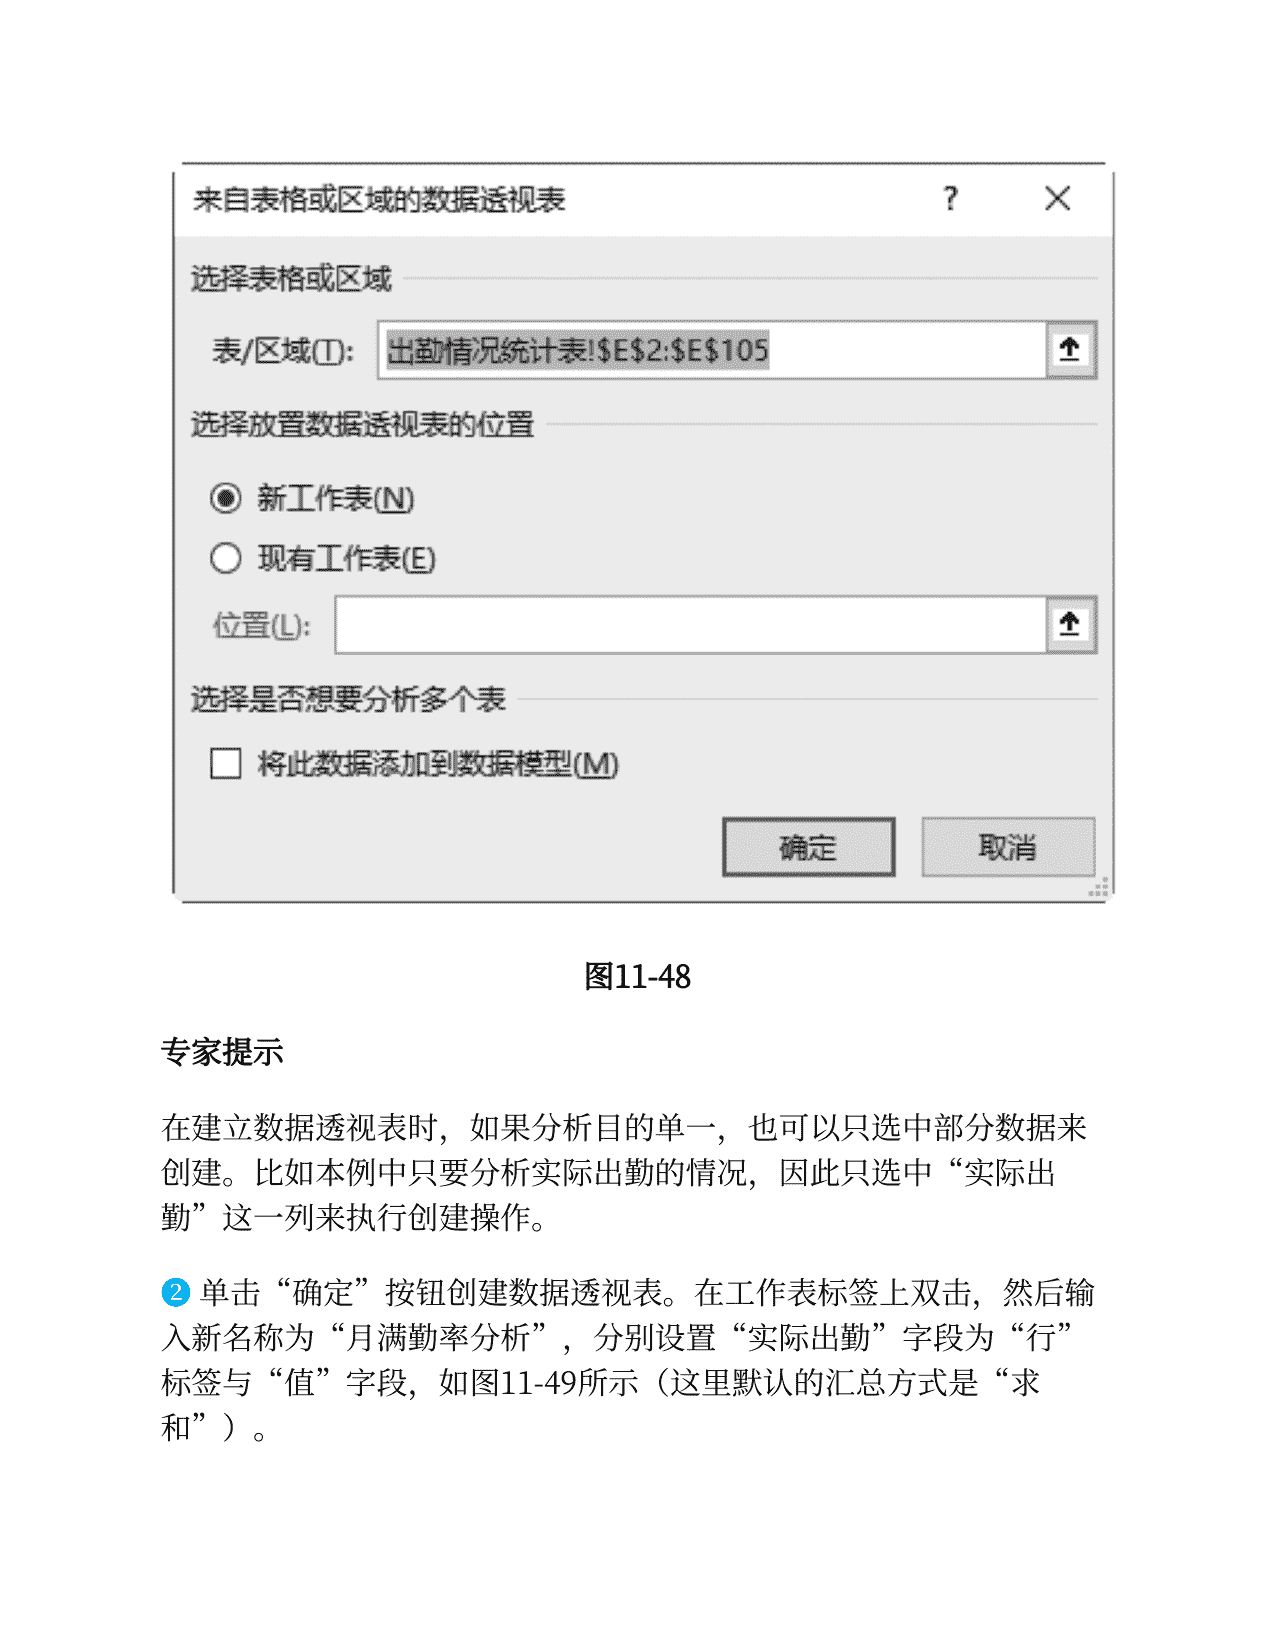 来自表格或区域的数据透视表 ? ×
选择表格或区域
表/区域(T): 出勤情况统计表!$E$2:$E$105
选择放置数据透视表的位置
新工作表(N)
现有工作表(E)
位置(L):
选择是否想要分析多个表
将此数据添加到数据模型(M)
确定 取消
图11-48
专家提示
在建立数据透视表时，如果分析目的单一，也可以只选中部分数据来
创建。比如本例中只要分析实际出勤的情况，因此只选中“实际出
勤”这一列来执行创建操作。
❷ 单击“确定”按钮创建数据透视表。在工作表标签上双击，然后输
入新名称为“月满勤率分析”，分别设置“实际出勤”字段为“行”
标签与“值”字段，如图11-49所示（这里默认的汇总方式是“求
和”）。